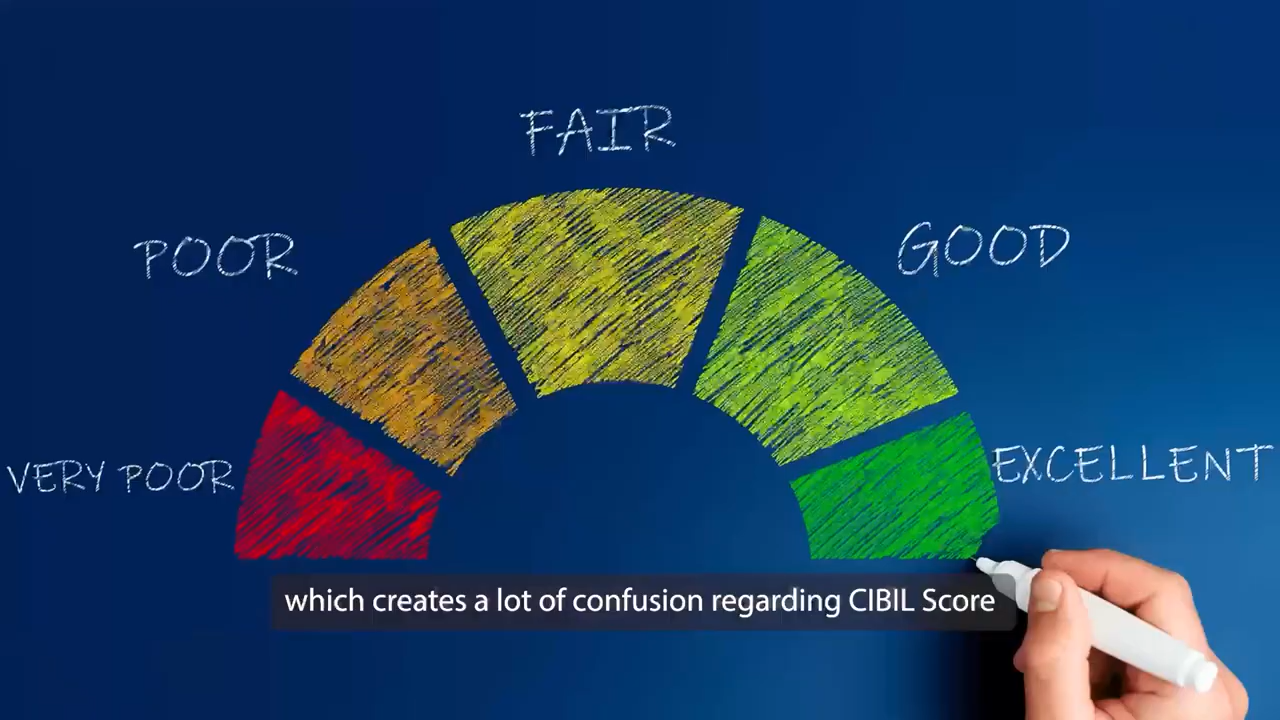 FAIR
POOR
GOOD
VERY POOR
EXCELLENT
which creates a lot of confusion regarding CIBIL Score